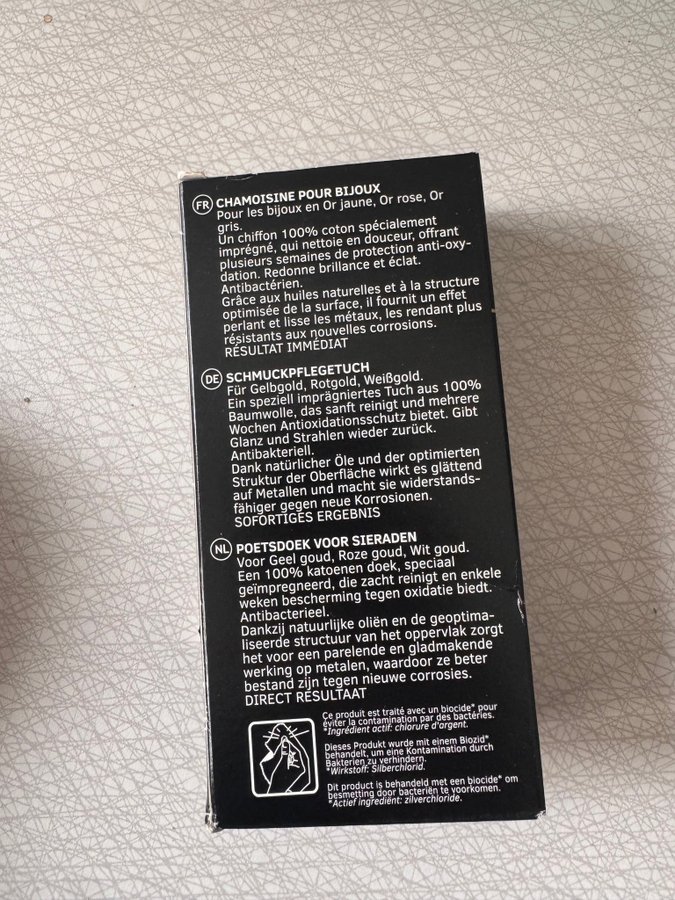 FR CHAMOISINE POUR BIJOUX
Pour les bijoux en Or jaune, Or rose, Or
gris.
Un chiffon 100% coton spécialement
imprégné, qui nettoie en douceur, offrant
plusieurs semaines de protection anti-oxy-
dation. Redonne brillance et éclat.
Antibactérien.
Grâce aux huiles naturelles et à la structure
optimisée de la surface, il fournit un effet
perlant et lisse les métaux, les rendant plus
résistants aux nouvelles corrosions.
RÉSULTAT IMMÉDIAT
DE SCHMUCKPFLEGETUCH
Für Gelbgold, Rotgold, Weißgold.
Ein speziell imprägniertes Tuch aus 100%
Baumwolle, das sanft reinigt und mehrere
Wochen Antioxidationsschutz bietet. Gibt
Glanz und Strahlen wieder zurück.
Antibakteriell.
Dank natürlicher Öle und der optimierten
Struktur der Oberfläche wirkt es glättend
auf Metallen und macht sie widerstands-
fähiger gegen neue Korrosionen.
SOFORTIGES ERGEBNIS
NL POETSDOEK VOOR SIERADEN
Voor Geel goud, Roze goud, Wit goud.
Een 100% katoenen doek, speciaal
geïmpregneerd, die zacht reinigt en enkele
weken bescherming tegen oxidatie biedt.
Antibacterieel.
Dankzij natuurlijke oliën en de geoptima-
liseerde structuur van het oppervlak zorgt
het voor een parelende en gladmakende
werking op metalen, waardoor ze beter
bestand zijn tegen nieuwe corrosies.
DIRECT RESULTAAT
Ce produit est traité avec un biocide* pour
éviter la contamination par des bactéries.
*Ingrédient actif: chlorure d'argent.
Dieses Produkt wurde mit einem Biozid*
behandelt, um eine Kontamination durch
Bakterien zu verhindern.
*Wirkstoff: Silberchlorid.
Dit product is behandeld met een biocide* om
besmetting door bacteriën te voorkomen.
*Actief ingrediënt: zilverchloride.